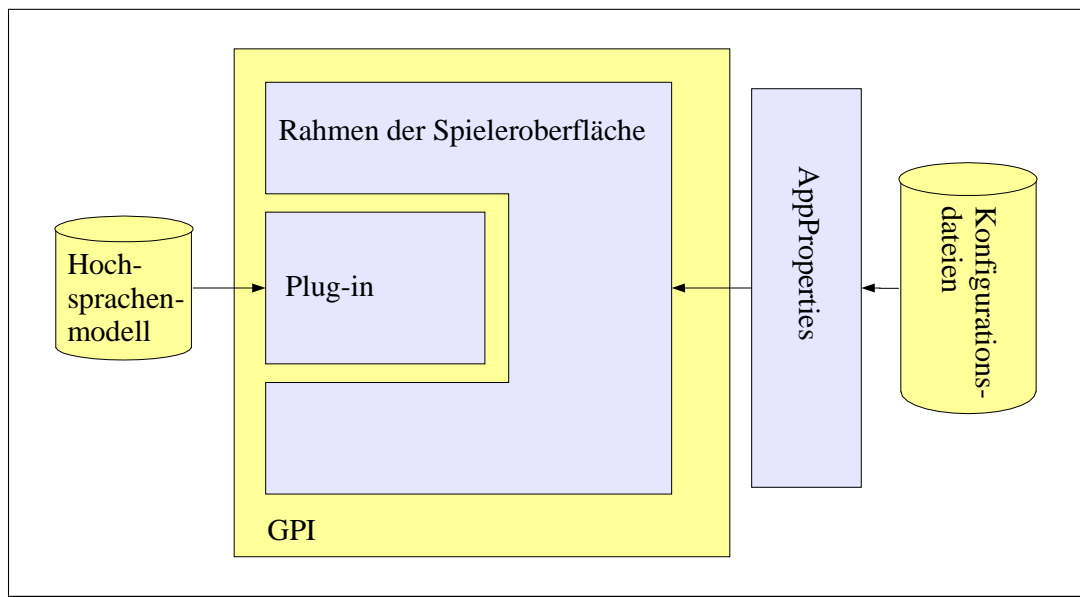 Rahmen der Spieleroberfläche
Hoch-
sprachen-
modell
Plug-in
GPI
AppProperties
Konfigurations-
dateien